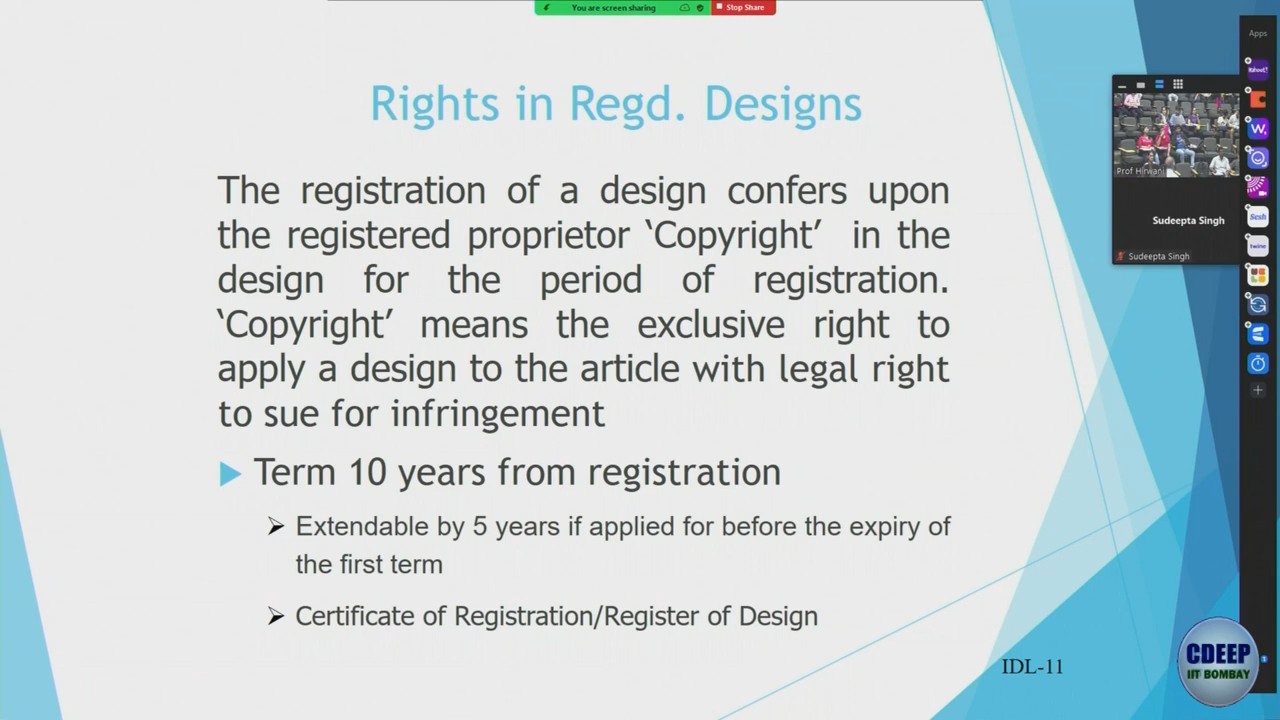 You are screen sharing
Stop Share
Apps
Rights in Regd. Designs
The registration of a design confers upon
the registered proprietor ‘Copyright’ in the
design for the period of registration.
‘Copyright’ means the exclusive right to
apply a design to the article with legal right
to sue for infringement
Term 10 years from registration
Extendable by 5 years if applied for before the expiry of
the first term
Certificate of Registration/Register of Design
IDL-11
Prof Hirwani
Sudeepta Singh
Sudeepta Singh
Kahoot!
W
Sesh
twine
CDEEP
IIT BOMBAY